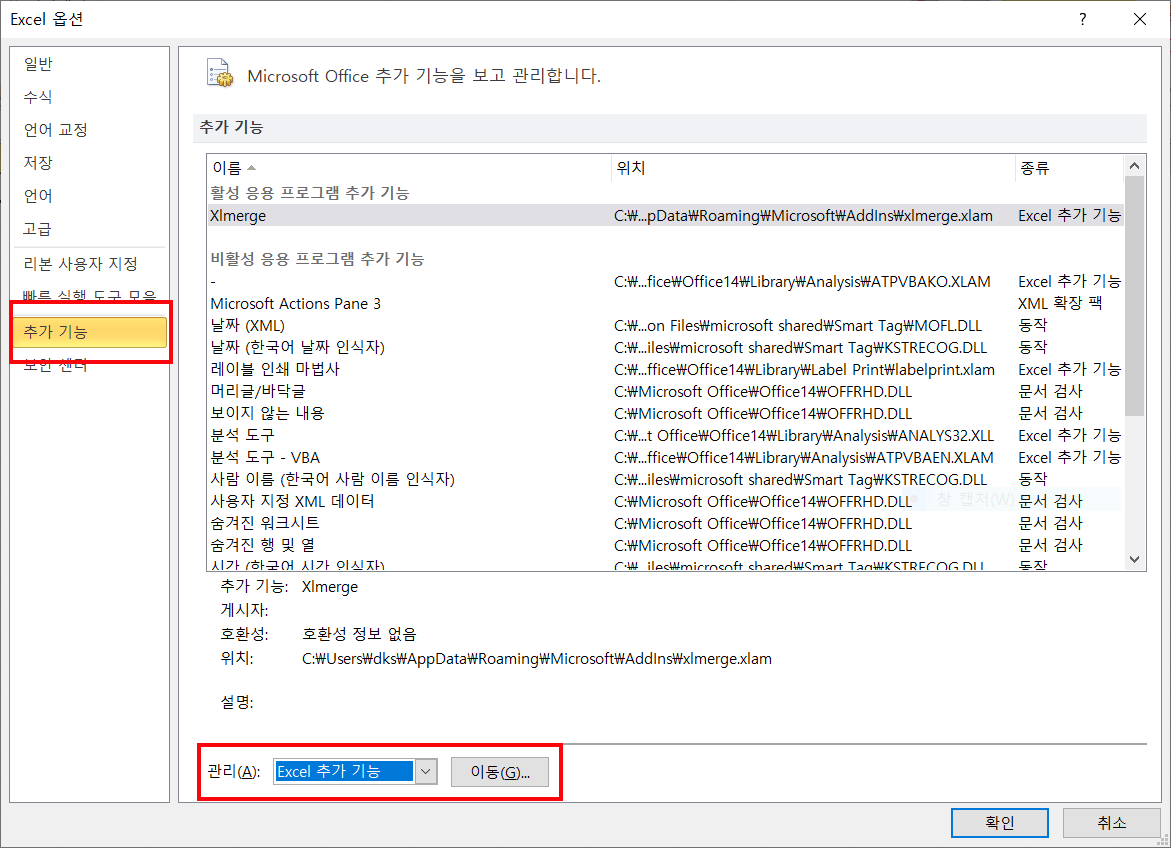 Excel 옵션
?
일반
수식
언어 교정
저장
언어
고급
리본 사용자 지정
빠른 실행 도구 모음
추가 기능
보안 센터
Microsoft Office 추가 기능을 보고 관리합니다.
추가 기능
이름 위치 종류
활성 응용 프로그램 추가 기능
Xlmerge C:₩...pData₩Roaming₩Microsoft₩AddIns₩xlmerge.xlam Excel 추가 기능
비활성 응용 프로그램 추가 기능
- C:₩...fice₩Office14₩Library₩Analysis₩ATPVBAKO.XLAM Excel 추가 기능
Microsoft Actions Pane 3 XML 확장 팩
날짜 (XML) C:₩...on Files₩microsoft shared₩Smart Tag₩MOFL.DLL 동작
날짜 (한국어 날짜 인식자) C:₩...iles₩microsoft shared₩Smart Tag₩KSTRECOG.DLL 동작
레이블 인쇄 마법사 C:₩...ffice₩Office14₩Library₩Label Print₩labelprint.xlam Excel 추가 기능
머리글/바닥글 C:₩Microsoft Office₩Office14₩OFFRHD.DLL 문서 검사
보이지 않는 내용 C:₩Microsoft Office₩Office14₩OFFRHD.DLL 문서 검사
분석 도구 C:₩...t Office₩Office14₩Library₩Analysis₩ANALYS32.XLL Excel 추가 기능
분석 도구 - VBA C:₩...ffice₩Office14₩Library₩Analysis₩ATPVBAEN.XLAM Excel 추가 기능
사람 이름 (한국어 사람 이름 인식자) C:₩...iles₩microsoft shared₩Smart Tag₩KSTRECOG.DLL 동작
사용자 지정 XML 데이터 C:₩Microsoft Office₩Office14₩OFFRHD.DLL 창 캡처(W) 문서 검사
숨겨진 워크시트 C:₩Microsoft Office₩Office14₩OFFRHD.DLL 문서 검사
숨겨진 행 및 열 C:₩Microsoft Office₩Office14₩OFFRHD.DLL 문서 검사
시간 (한국어 시간 인식자) C:₩...iles₩microsoft shared₩Smart Tag₩KSTRECOG.DLL 동작
추가 기능: Xlmerge
게시자:
호환성: 호환성 정보 없음
위치: C:₩Users₩dks₩AppData₩Roaming₩Microsoft₩AddIns₩xlmerge.xlam
설명:
관리(A): Excel 추가 기능 이동(G)...
확인 취소